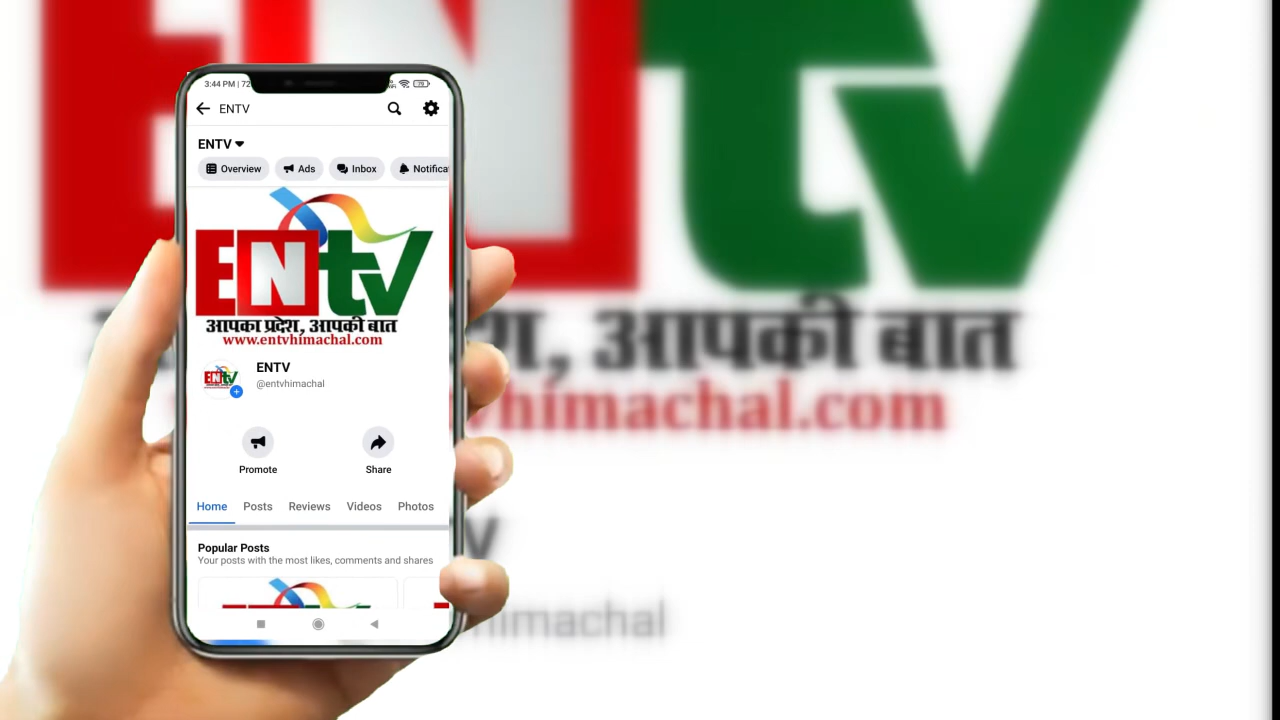 3:44 PM | 72
ENTV
ENTV
Overview
Ads
Inbox
Notifica
ENtv
आपका प्रदेश, आपकी बात
www.entvhimachal.com
ENTV
@entvhimachal
Promote
Share
Home
Posts
Reviews
Videos
Photos
Popular Posts
Your posts with the most likes, comments and shares
ENtv
श, आपकी बात
vhimachal.com
V
himachal